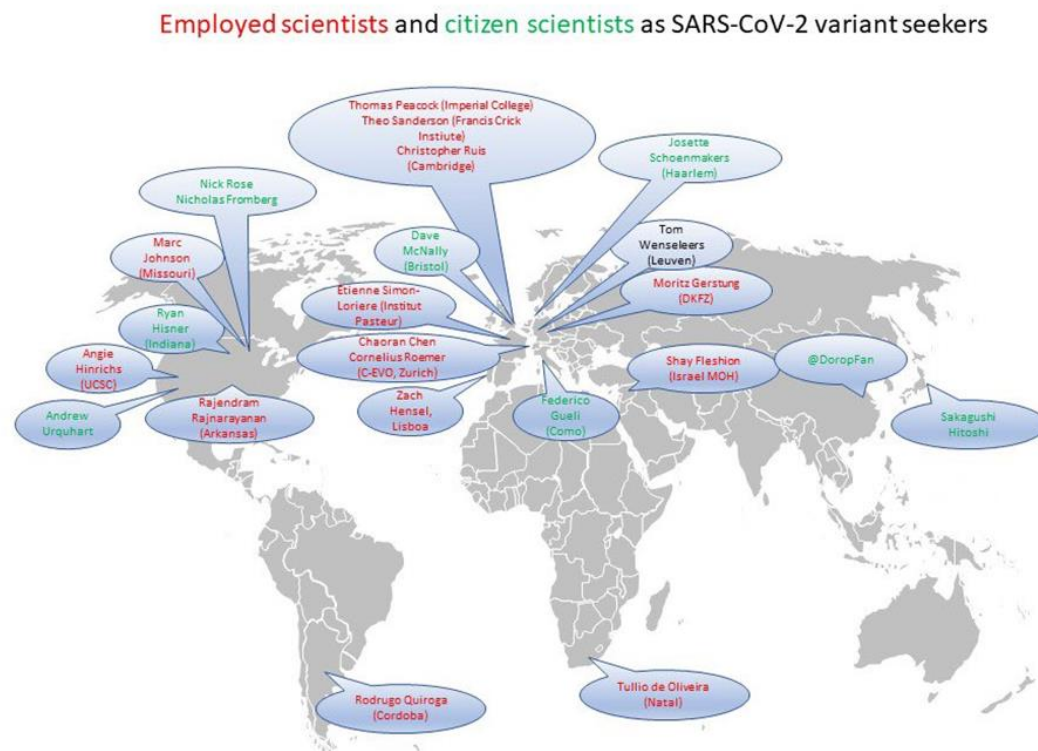 Employed scientists and citizen scientists as SARS-CoV-2 variant seekers
Thomas Peacock (Imperial College)
Theo Sanderson (Francis Crick
Instiute)
Christopher Ruis
(Cambridge)
Josette
Schoenmakers
(Haarlem)
Nick Rose
Nicholas Fromberg
Dave
McNally
(Bristol)
Tom
Wenseleers
(Leuven)
Marc
Johnson
(Missouri)
Moritz Gerstung
(DKFZ)
Etienne Simon-
Loriere (Institut
Pasteur)
Ryan
Hisner
(Indiana)
Chaoran Chen
Cornelius Roemer
(C-EVO, Zurich)
Shay Fleshion
(Israel MOH)
@DoropFan
Angie
Hinrichs
(UCSC)
Andrew
Urquhart
Rajendram
Rajnarayanan
(Arkansas)
Zach
Hensel,
Lisboa
Federico
Gueli
(Como)
Sakagushi
Hitoshi
Rodrugo Quiroga
(Cordoba)
Tullio de Oliveira
(Natal)